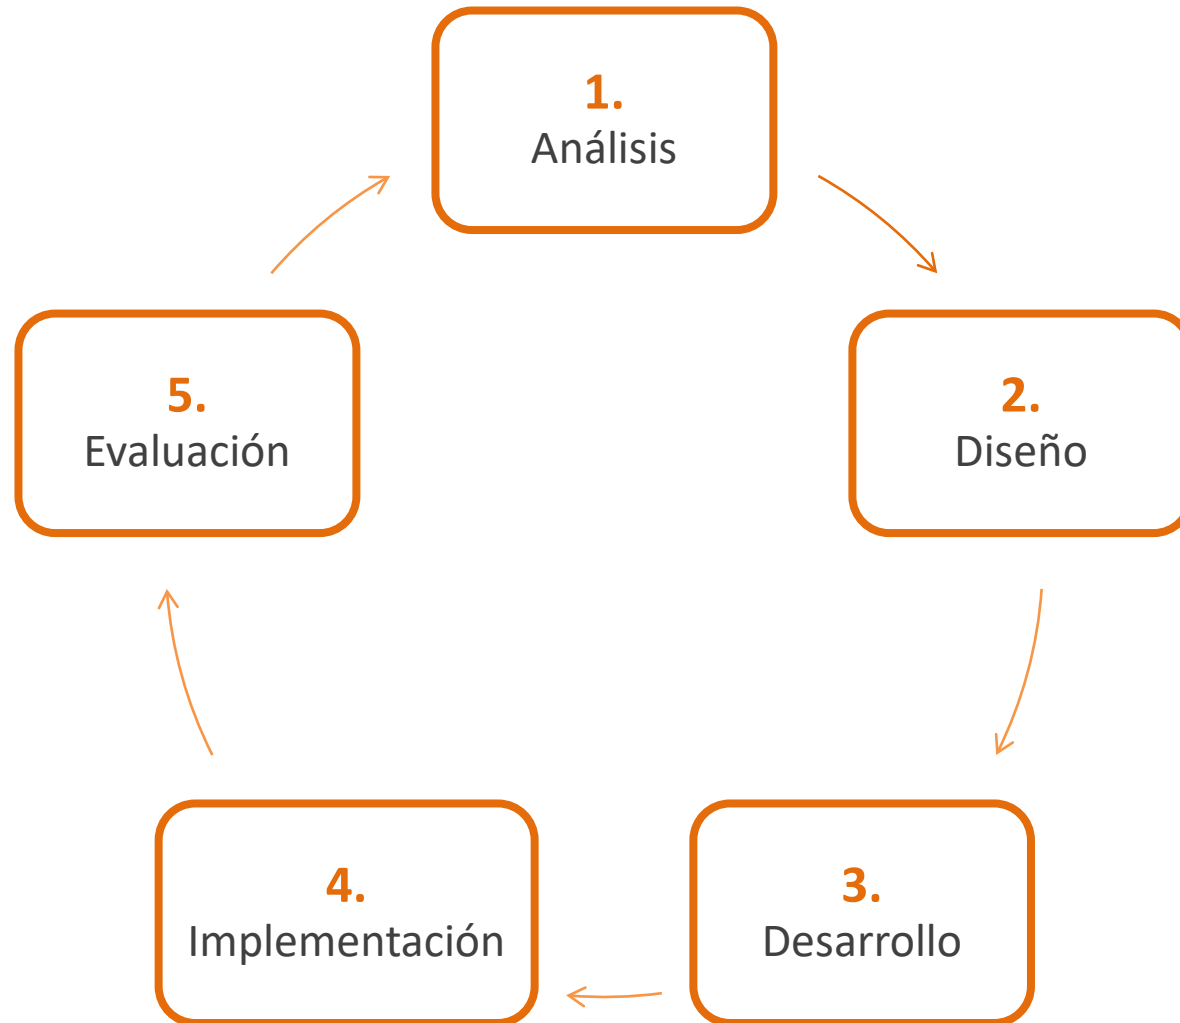 1.
Análisis
2.
Diseño
3.
Desarrollo
4.
Implementación
5.
Evaluación